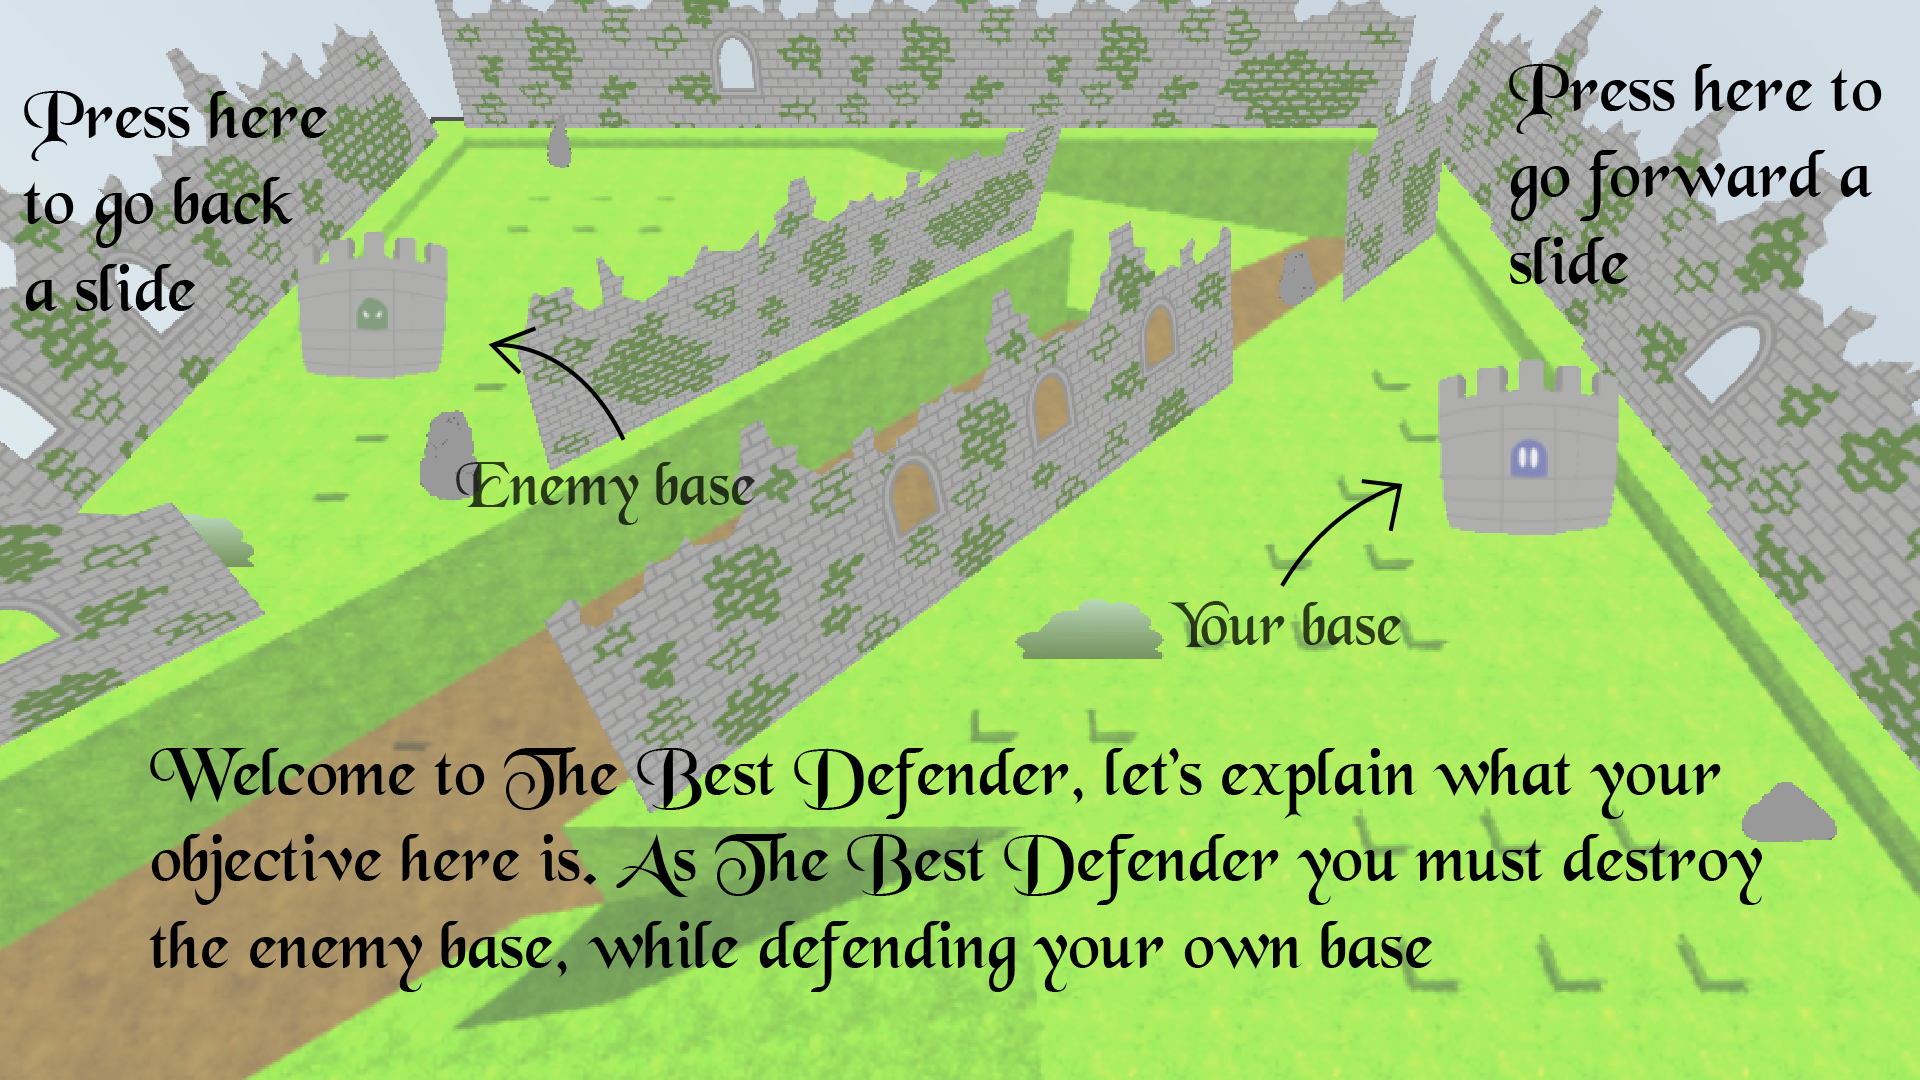 Press here
to go back
a slide
Press here to
go forward a
slide
Enemy base
Your base
Welcome to The Best Defender, let's explain what your
objective here is. As The Best Defender you must destroy
the enemy base, while defending your own base